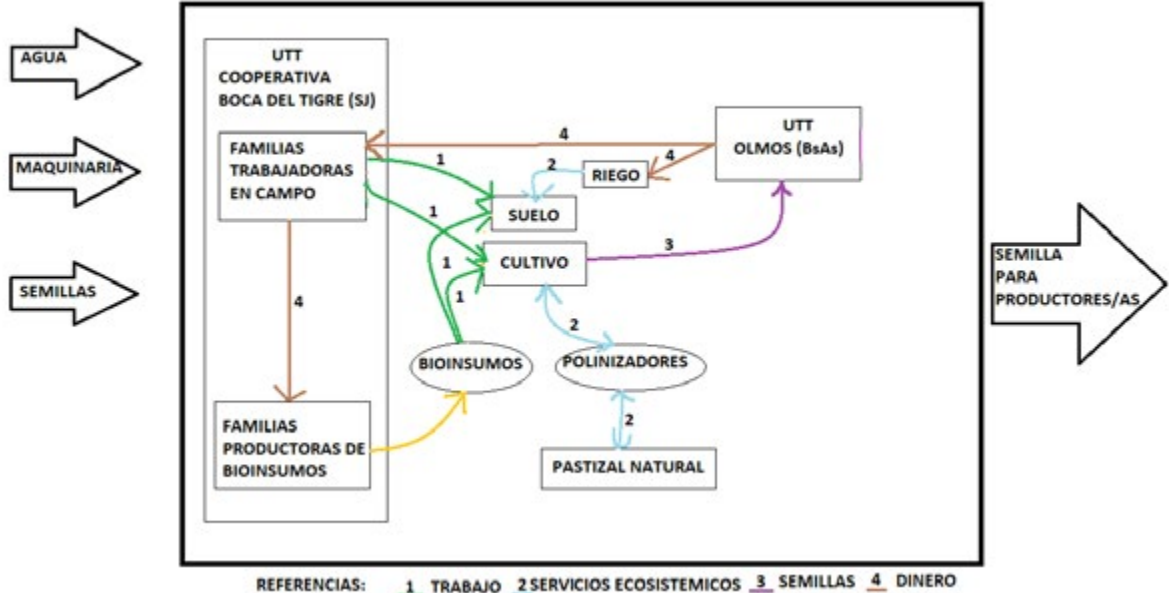 AGUA
MAQUINARIA
SEMILLAS
UTT
COOPERATIVA
BOCA DEL TIGRE (SJ)
FAMILIAS
TRABAJADORAS
EN CAMPO
4
FAMILIAS
PRODUCTORAS DE
BIOINSUMOS
4
4
1
2
RIEGO
UTT
OLMOS (BsAs)
SUELO
1
CULTIVO
3
1
1
2
BIOINSUMOS
POLINIZADORES
2
PASTIZAL NATURAL
SEMILLA
PARA
PRODUCTORES/AS
REFERENCIAS: 1 TRABAJO 2 SERVICIOS ECOSISTEMICOS 3 SEMILLAS 4 DINERO